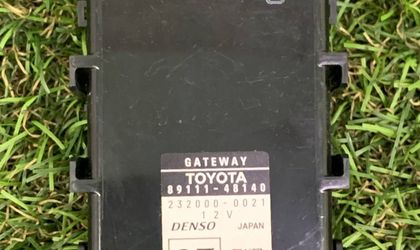 GATEWAY
TOYOTA
89111-48140
232000-0021
12V
DENSO JAPAN